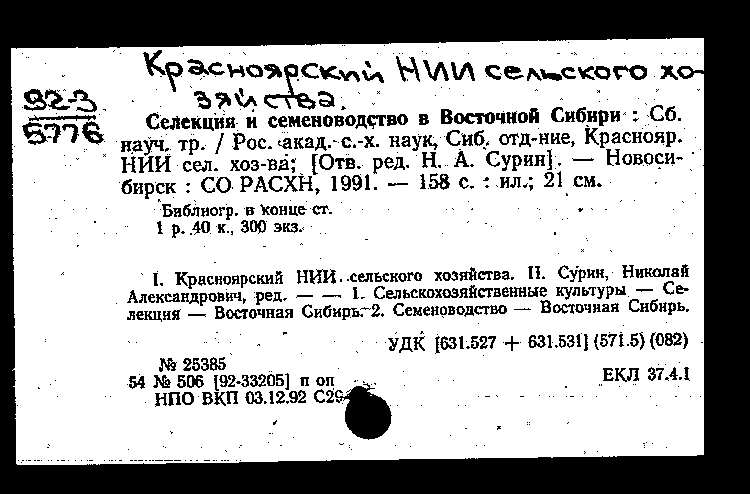 Красноярский НИИ сельского хо-
зяйства.
92-3
5776
Селекция и семеноводство в Восточной Сибири : Сб.
науч. тр. / Рос. акад. с.-х. наук, Сиб. отд-ние, Краснояр.
НИИ сел. хоз-ва; [Отв. ред. Н. А. Сурин]. — Новоси-
бирск : СО РАСХН, 1991. — 158 с. : ил.; 21 см.
Библиогр. в конце ст.
1 р. 40 к., 300 экз.
I. Красноярский НИИ сельского хозяйства. II. Сурин, Николай
Александрович, ред. — — 1. Сельскохозяйственные культуры — Се-
лекция — Восточная Сибирь. 2. Семеноводство — Восточная Сибирь.
УДК [631.527 + 631.531] (571.5) (082)
№ 25385
54 № 506 [92-33205] п оп
ЕКЛ 37.4.1
НПО ВКП 03.12.92 С29